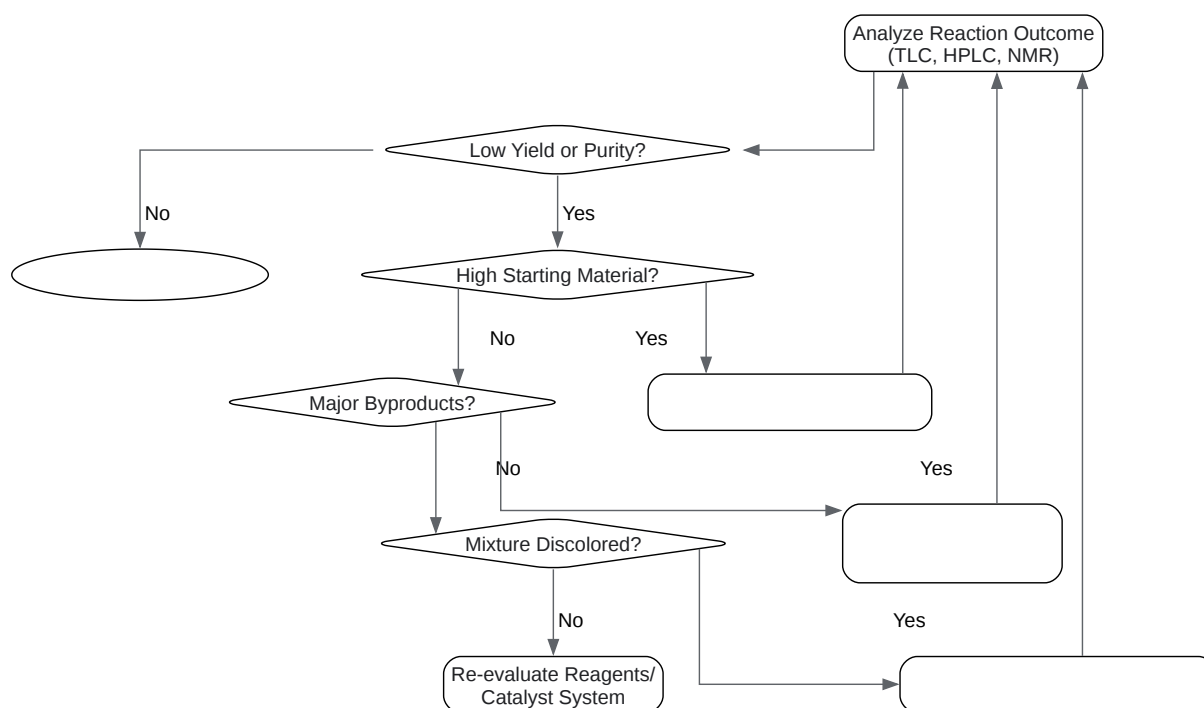 Analyze Reaction Outcome
(TLC, HPLC, NMR)
Low Yield or Purity?
No
Yes
High Starting Material?
No
Yes
Major Byproducts?
No
Yes
Mixture Discolored?
No
Yes
Re-evaluate Reagents/
Catalyst System